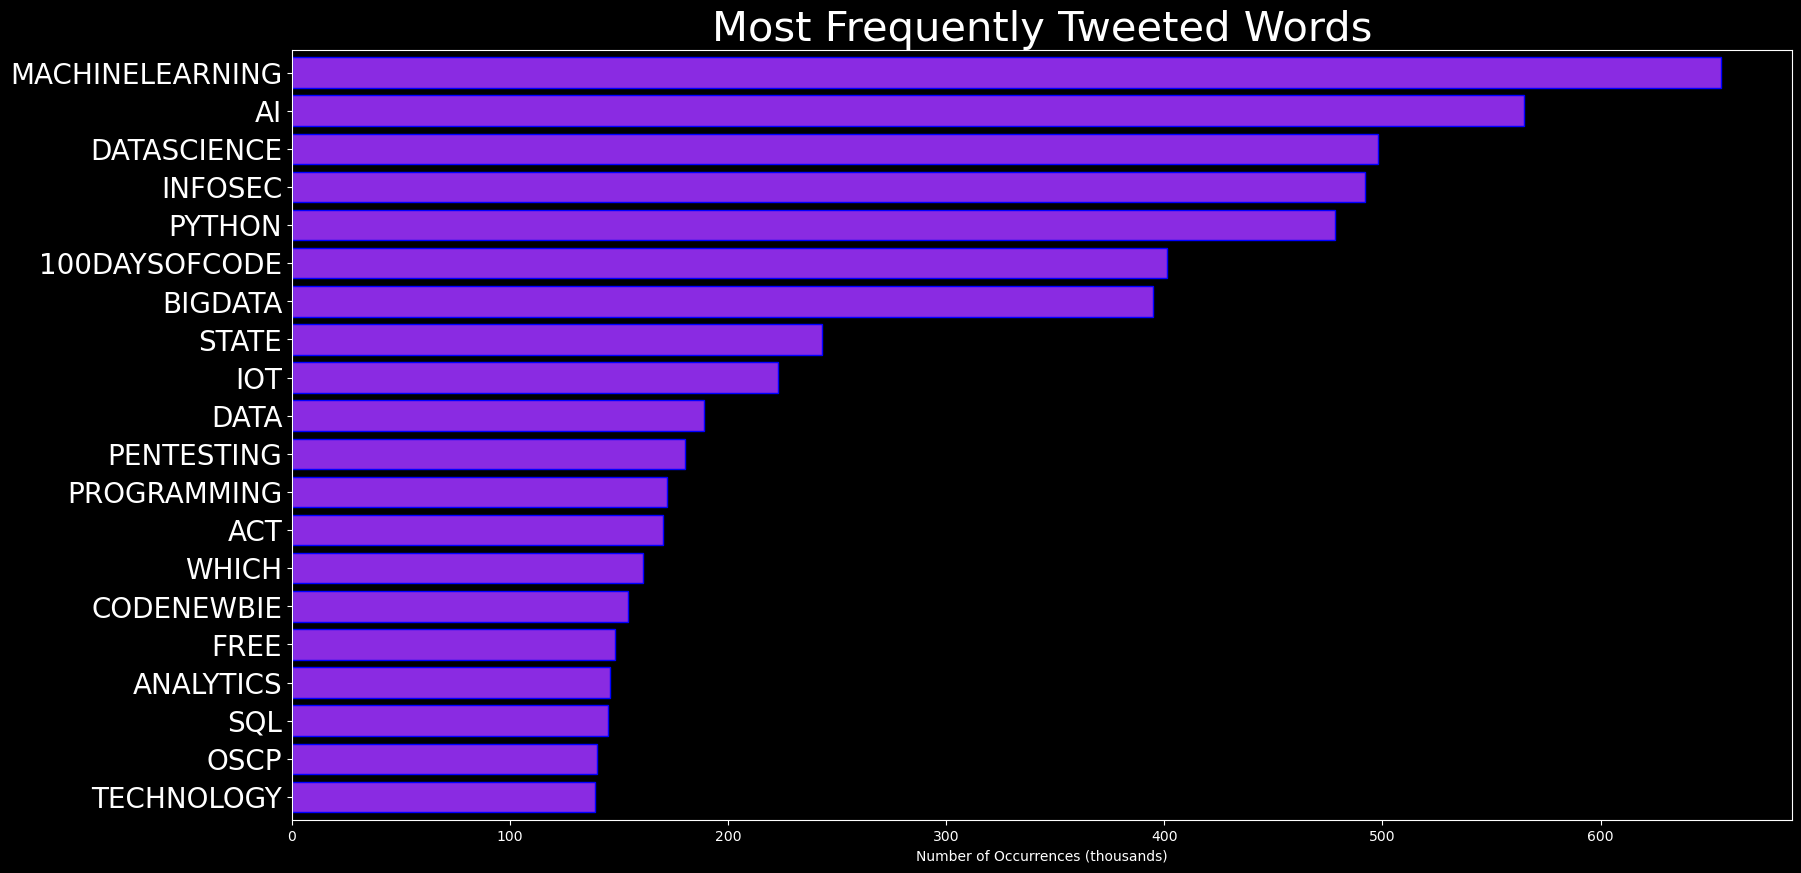 Most Frequently Tweeted Words
MACHINELEARNING
AI
DATASCIENCE
INFOSEC
PYTHON
100DAYSOFCODE
BIGDATA
STATE
IOT
DATA
PENTESTING
PROGRAMMING
ACT
WHICH
CODENEWBIE
FREE
ANALYTICS
SQL
OSCP
TECHNOLOGY
0 100 200 300 400 500 600
Number of Occurrences (thousands)